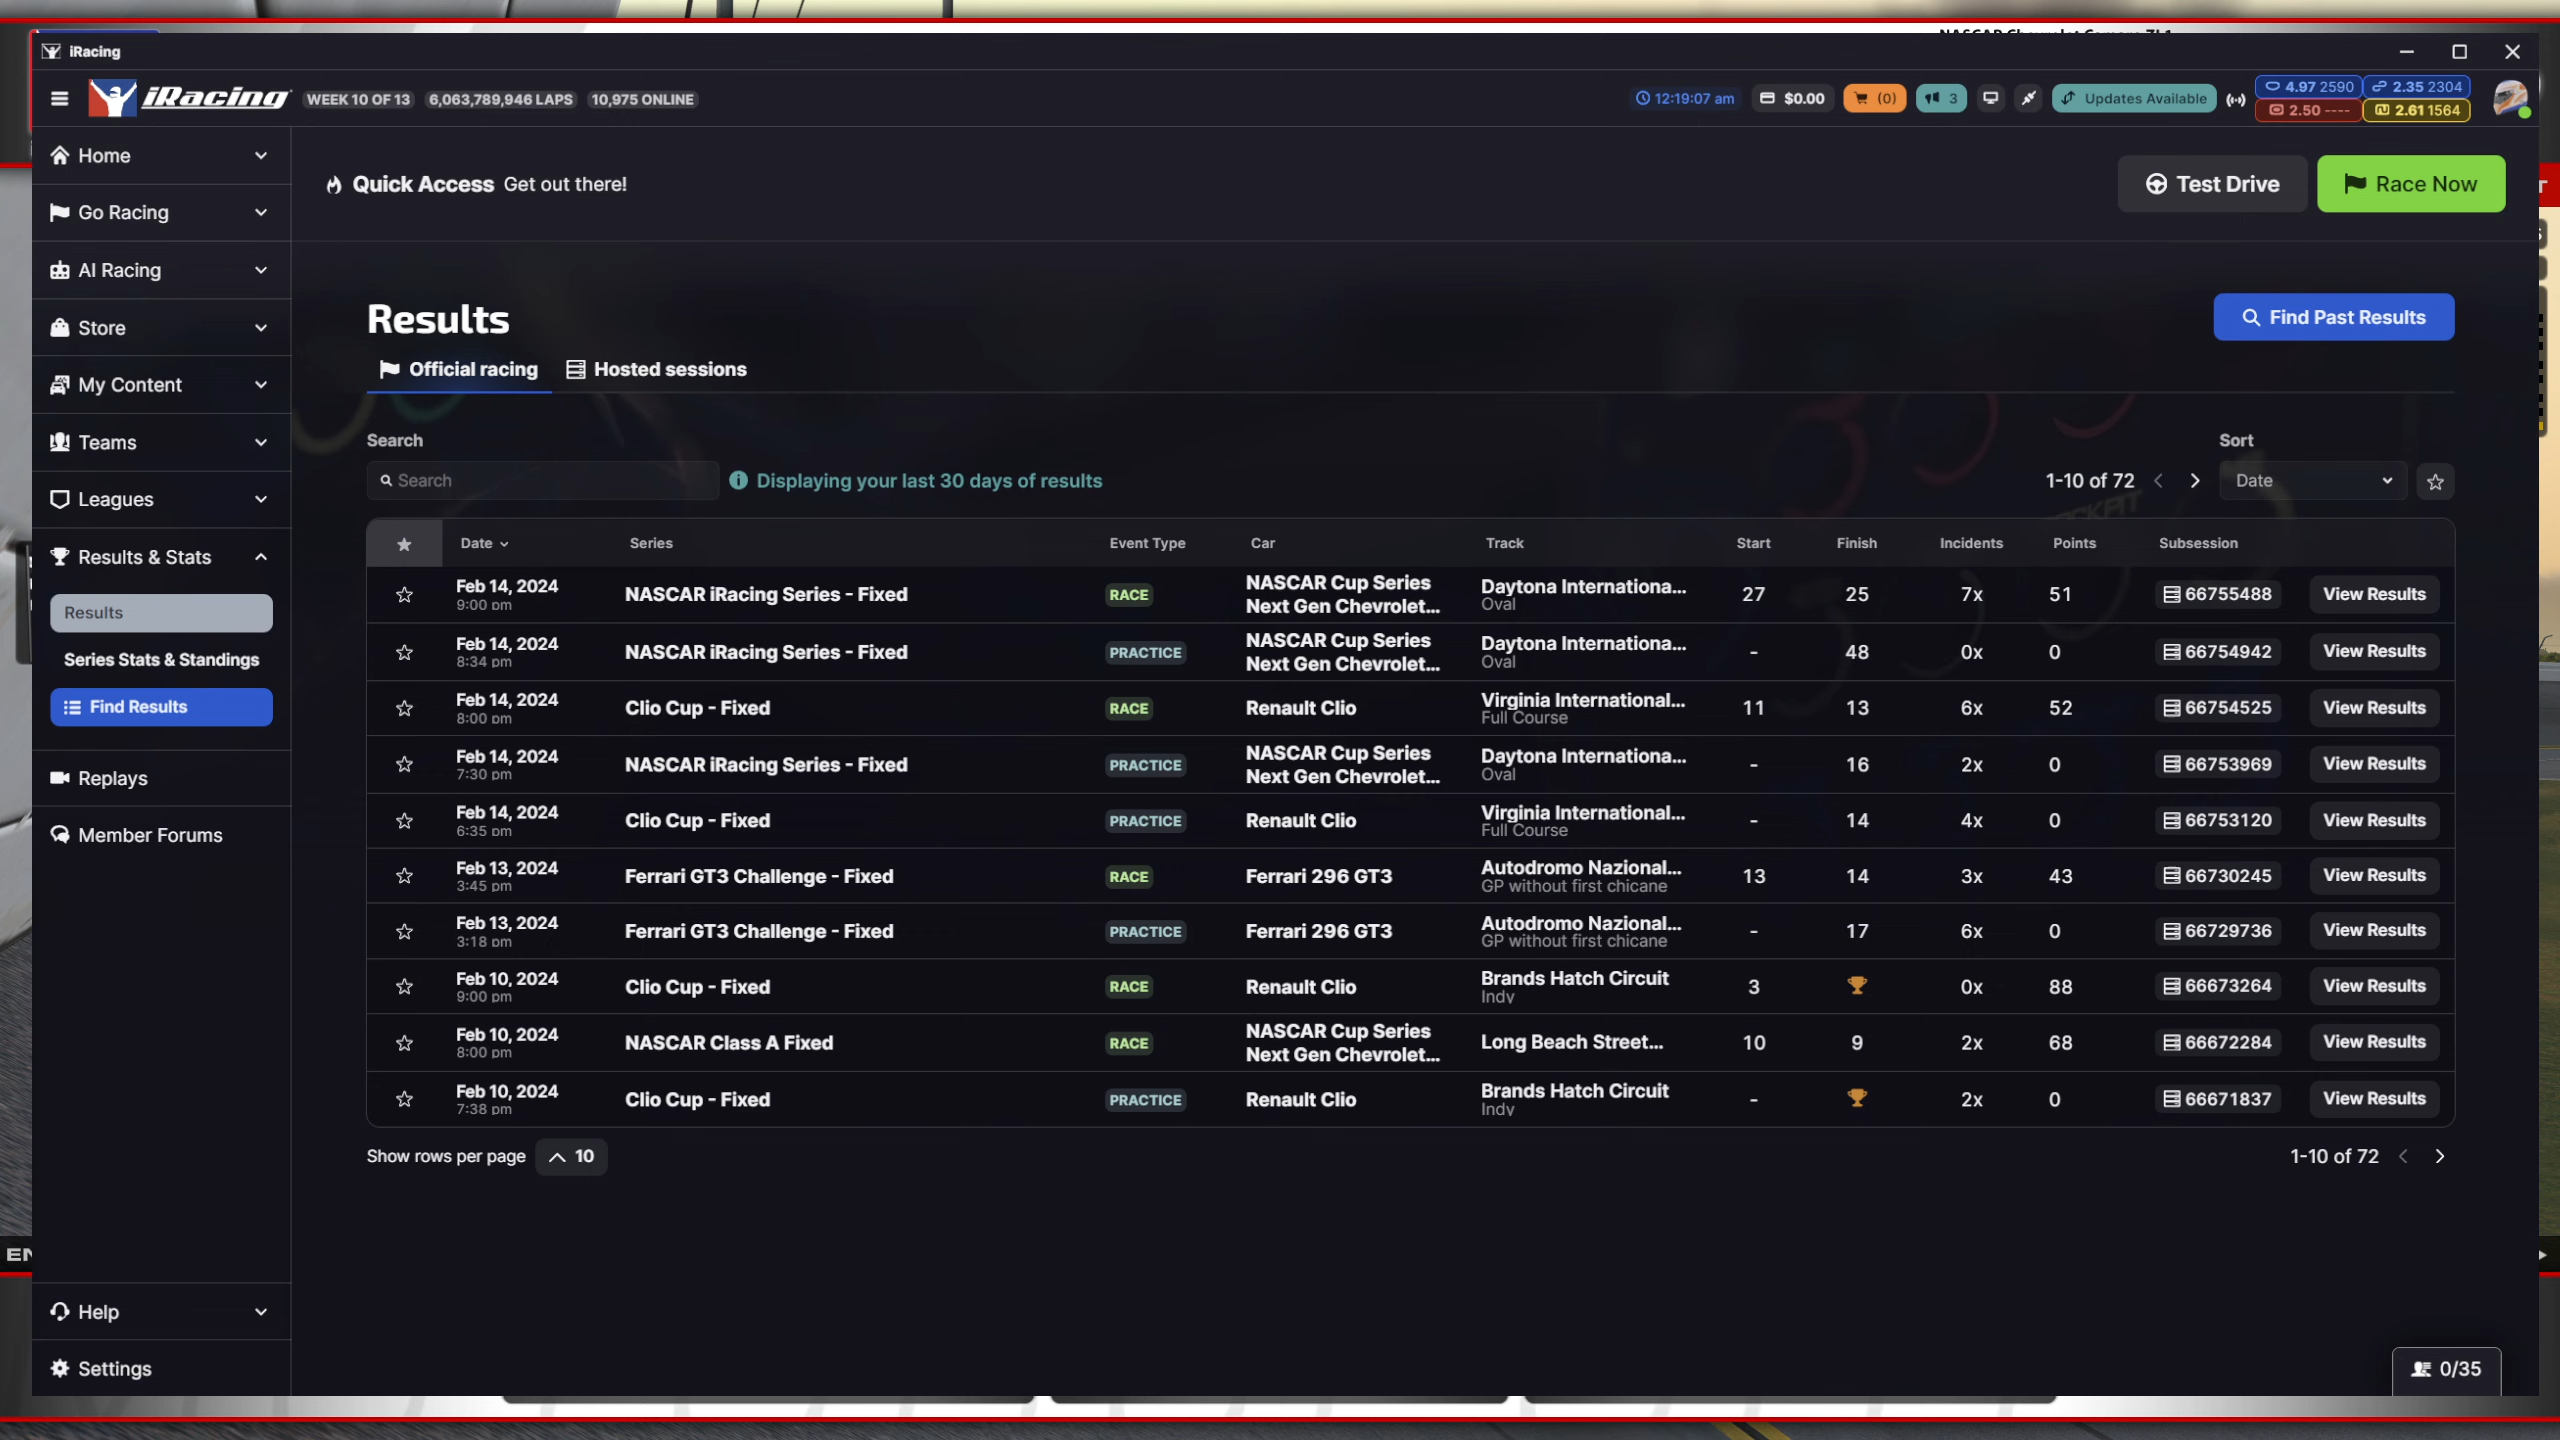 iRacing
iRacing WEEK 10 OF 13 6,063,789,946 LAPS 10,975 ONLINE 12:19:07 am $0.00 (0) 3 Updates Available 4.97 2590 2.35 2304
2.50 ---- 2.61 1564
Home
Go Racing
AI Racing
Store
My Content
Teams
Leagues
Results & Stats
Results
Series Stats & Standings
Find Results
Replays
Member Forums
Help
Settings
Quick Access Get out there!
Test Drive
Race Now
Results
Find Past Results
Official racing Hosted sessions
Search
Sort
Search
Displaying your last 30 days of results
1-10 of 72
Date
Date Series Event Type Car Track Start Finish Incidents Points Subsession
Feb 14, 2024 NASCAR iRacing Series - Fixed RACE NASCAR Cup Series Daytona Internationa... 27 25 7x 51 66755488 View Results
9:00 pm Next Gen Chevrolet... Oval
Feb 14, 2024 NASCAR iRacing Series - Fixed PRACTICE NASCAR Cup Series Daytona Internationa... - 48 0x 0 66754942 View Results
8:34 pm Next Gen Chevrolet... Oval
Feb 14, 2024 Clio Cup - Fixed RACE Renault Clio Virginia International... 11 13 6x 52 66754525 View Results
8:00 pm Full Course
Feb 14, 2024 NASCAR iRacing Series - Fixed PRACTICE NASCAR Cup Series Daytona Internationa... - 16 2x 0 66753969 View Results
7:30 pm Next Gen Chevrolet... Oval
Feb 14, 2024 Clio Cup - Fixed PRACTICE Renault Clio Virginia International... - 14 4x 0 66753120 View Results
6:35 pm Full Course
Feb 13, 2024 Ferrari GT3 Challenge - Fixed RACE Ferrari 296 GT3 Autodromo Nazional... 13 14 3x 43 66730245 View Results
3:45 pm GP without first chicane
Feb 13, 2024 Ferrari GT3 Challenge - Fixed PRACTICE Ferrari 296 GT3 Autodromo Nazional... - 17 6x 0 66729736 View Results
3:18 pm GP without first chicane
Feb 10, 2024 Clio Cup - Fixed RACE Renault Clio Brands Hatch Circuit 3 0x 88 66673264 View Results
9:00 pm Indy
Feb 10, 2024 NASCAR Class A Fixed RACE NASCAR Cup Series Long Beach Street... 10 9 2x 68 66672284 View Results
8:00 pm Next Gen Chevrolet...
Feb 10, 2024 Clio Cup - Fixed PRACTICE Renault Clio Brands Hatch Circuit - 2x 0 66671837 View Results
7:38 pm Indy
Show rows per page 10
1-10 of 72
0/35